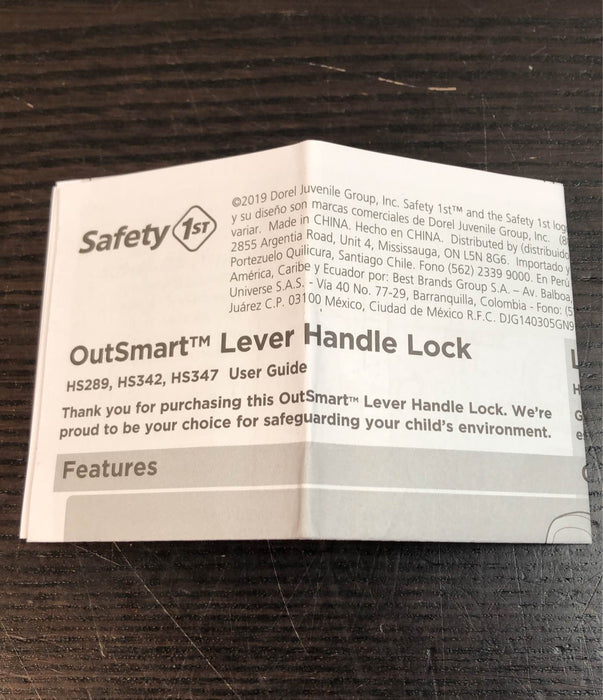 Safety 1ST
©2019 Dorel Juvenile Group, Inc. Safety 1st™ and the Safety 1st log
y su diseño son marcas comerciales de Dorel Juvenile Group, Inc. (8
variar. Made in CHINA. Hecho en CHINA. Distributed by (distribuido
2855 Argentia Road, Unit 4, Mississauga, ON L5N 8G6. Importado y
Portezuelo Quilicura, Santiago Chile. Fono (562) 2339 9000. En Perú
América, Caribe y Ecuador por: Best Brands Group S.A. – Av. Balboa
Universe S.A.S. - Vía 40 No. 77-29, Barranquilla, Colombia - Fono: (5
Juárez C.P. 03100 México, Ciudad de México R.F.C. DJG140305GN9
OutSmart™ Lever Handle Lock
HS289, HS342, HS347 User Guide
Thank you for purchasing this OutSmart™ Lever Handle Lock. We're
proud to be your choice for safeguarding your child's environment.
Features